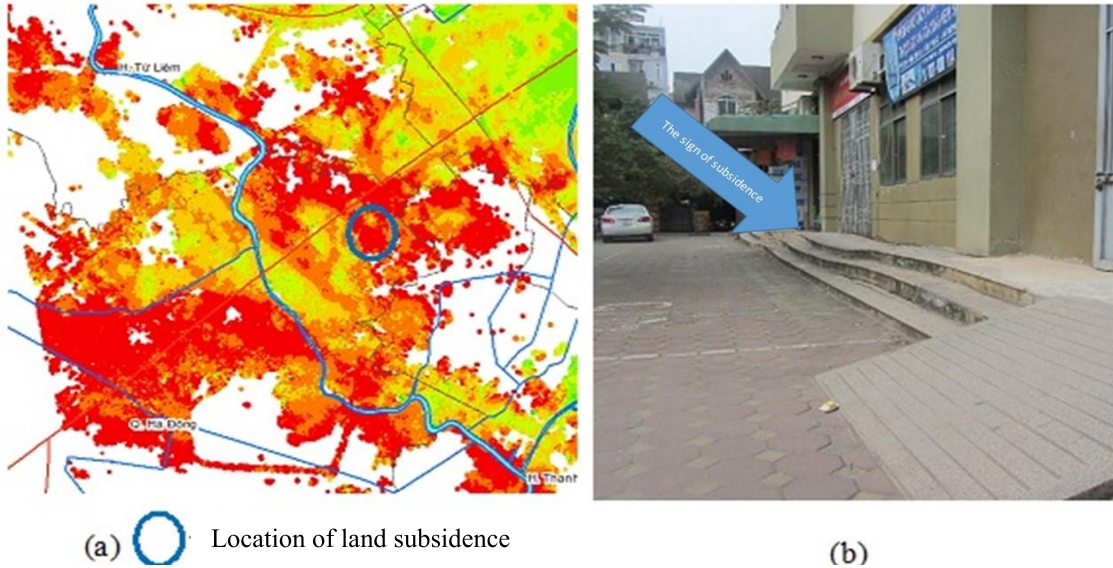 H. Từ Liêm
Q. Hà Đông
H. Thanh
The sign of subsidence
(a)
Location of land subsidence
(b)